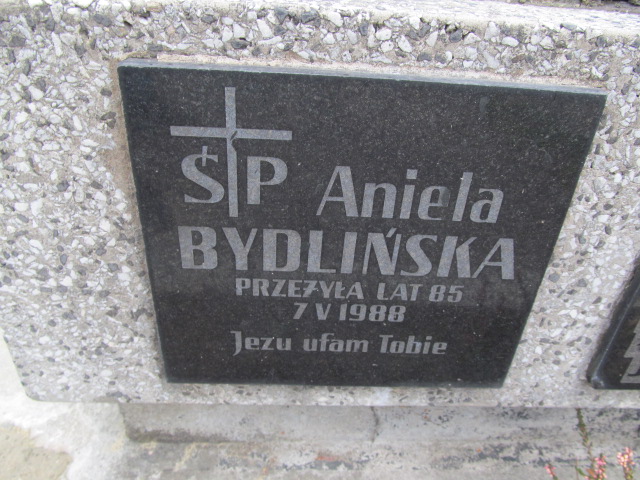 ŚP Aniela
BYDLIŃSKA
PRZEŻYŁA LAT 85
7 V 1988
Jezu ufam Tobie